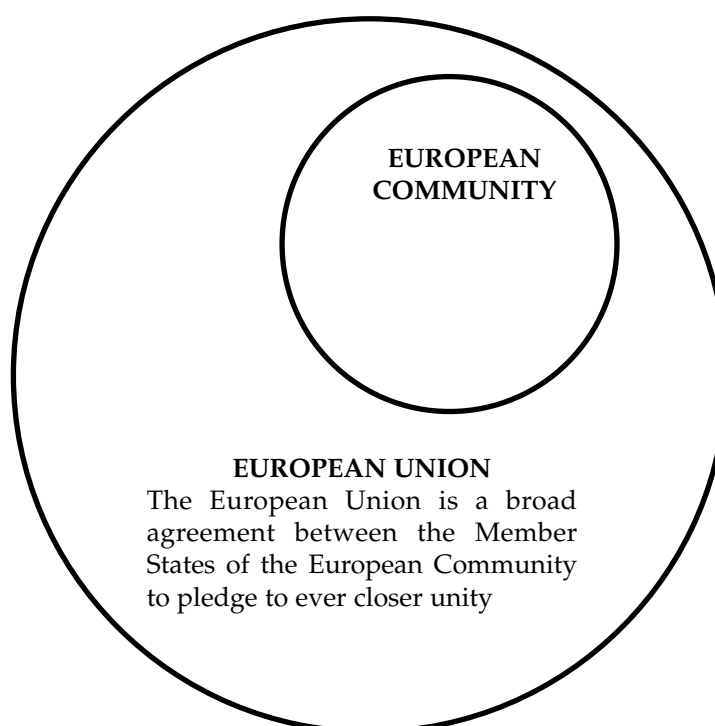 EUROPEAN
COMMUNITY
EUROPEAN UNION
The European Union is a broad
agreement between the Member
States of the European Community
to pledge to ever closer unity